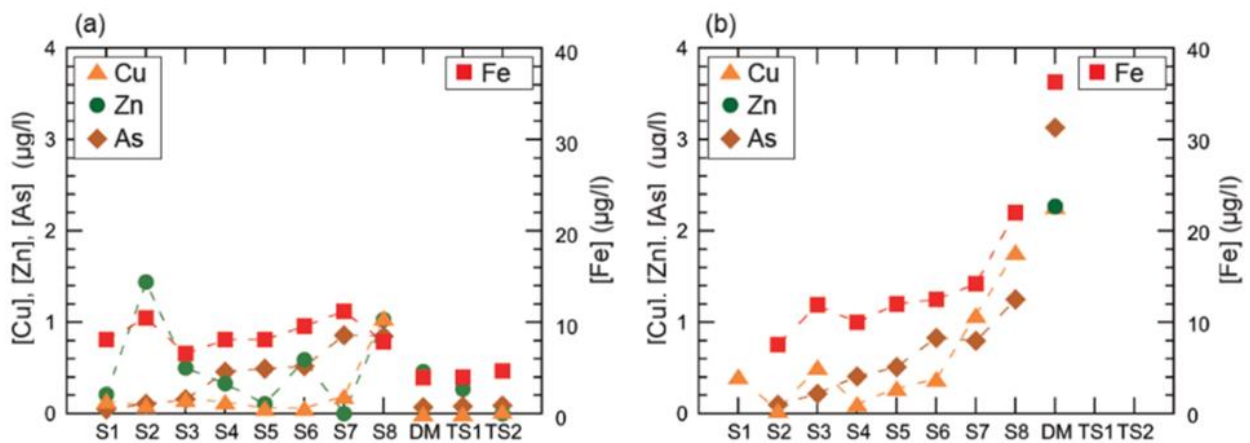 (a)
4
3
2
1
0
[Cu], [Zn], [As] (µg/l)
Cu
Zn
As
Fe
40
30
20
10
0
[Fe] (µg/l)
S1 S2 S3 S4 S5 S6 S7 S8 DM TS1 TS2
(b)
4
3
2
1
0
[Cu]. [Zn]. [As] (µg/l)
Cu
Zn
As
Fe
40
30
20
10
0
[Fe] (µg/l)
S1 S2 S3 S4 S5 S6 S7 S8 DM TS1 TS2